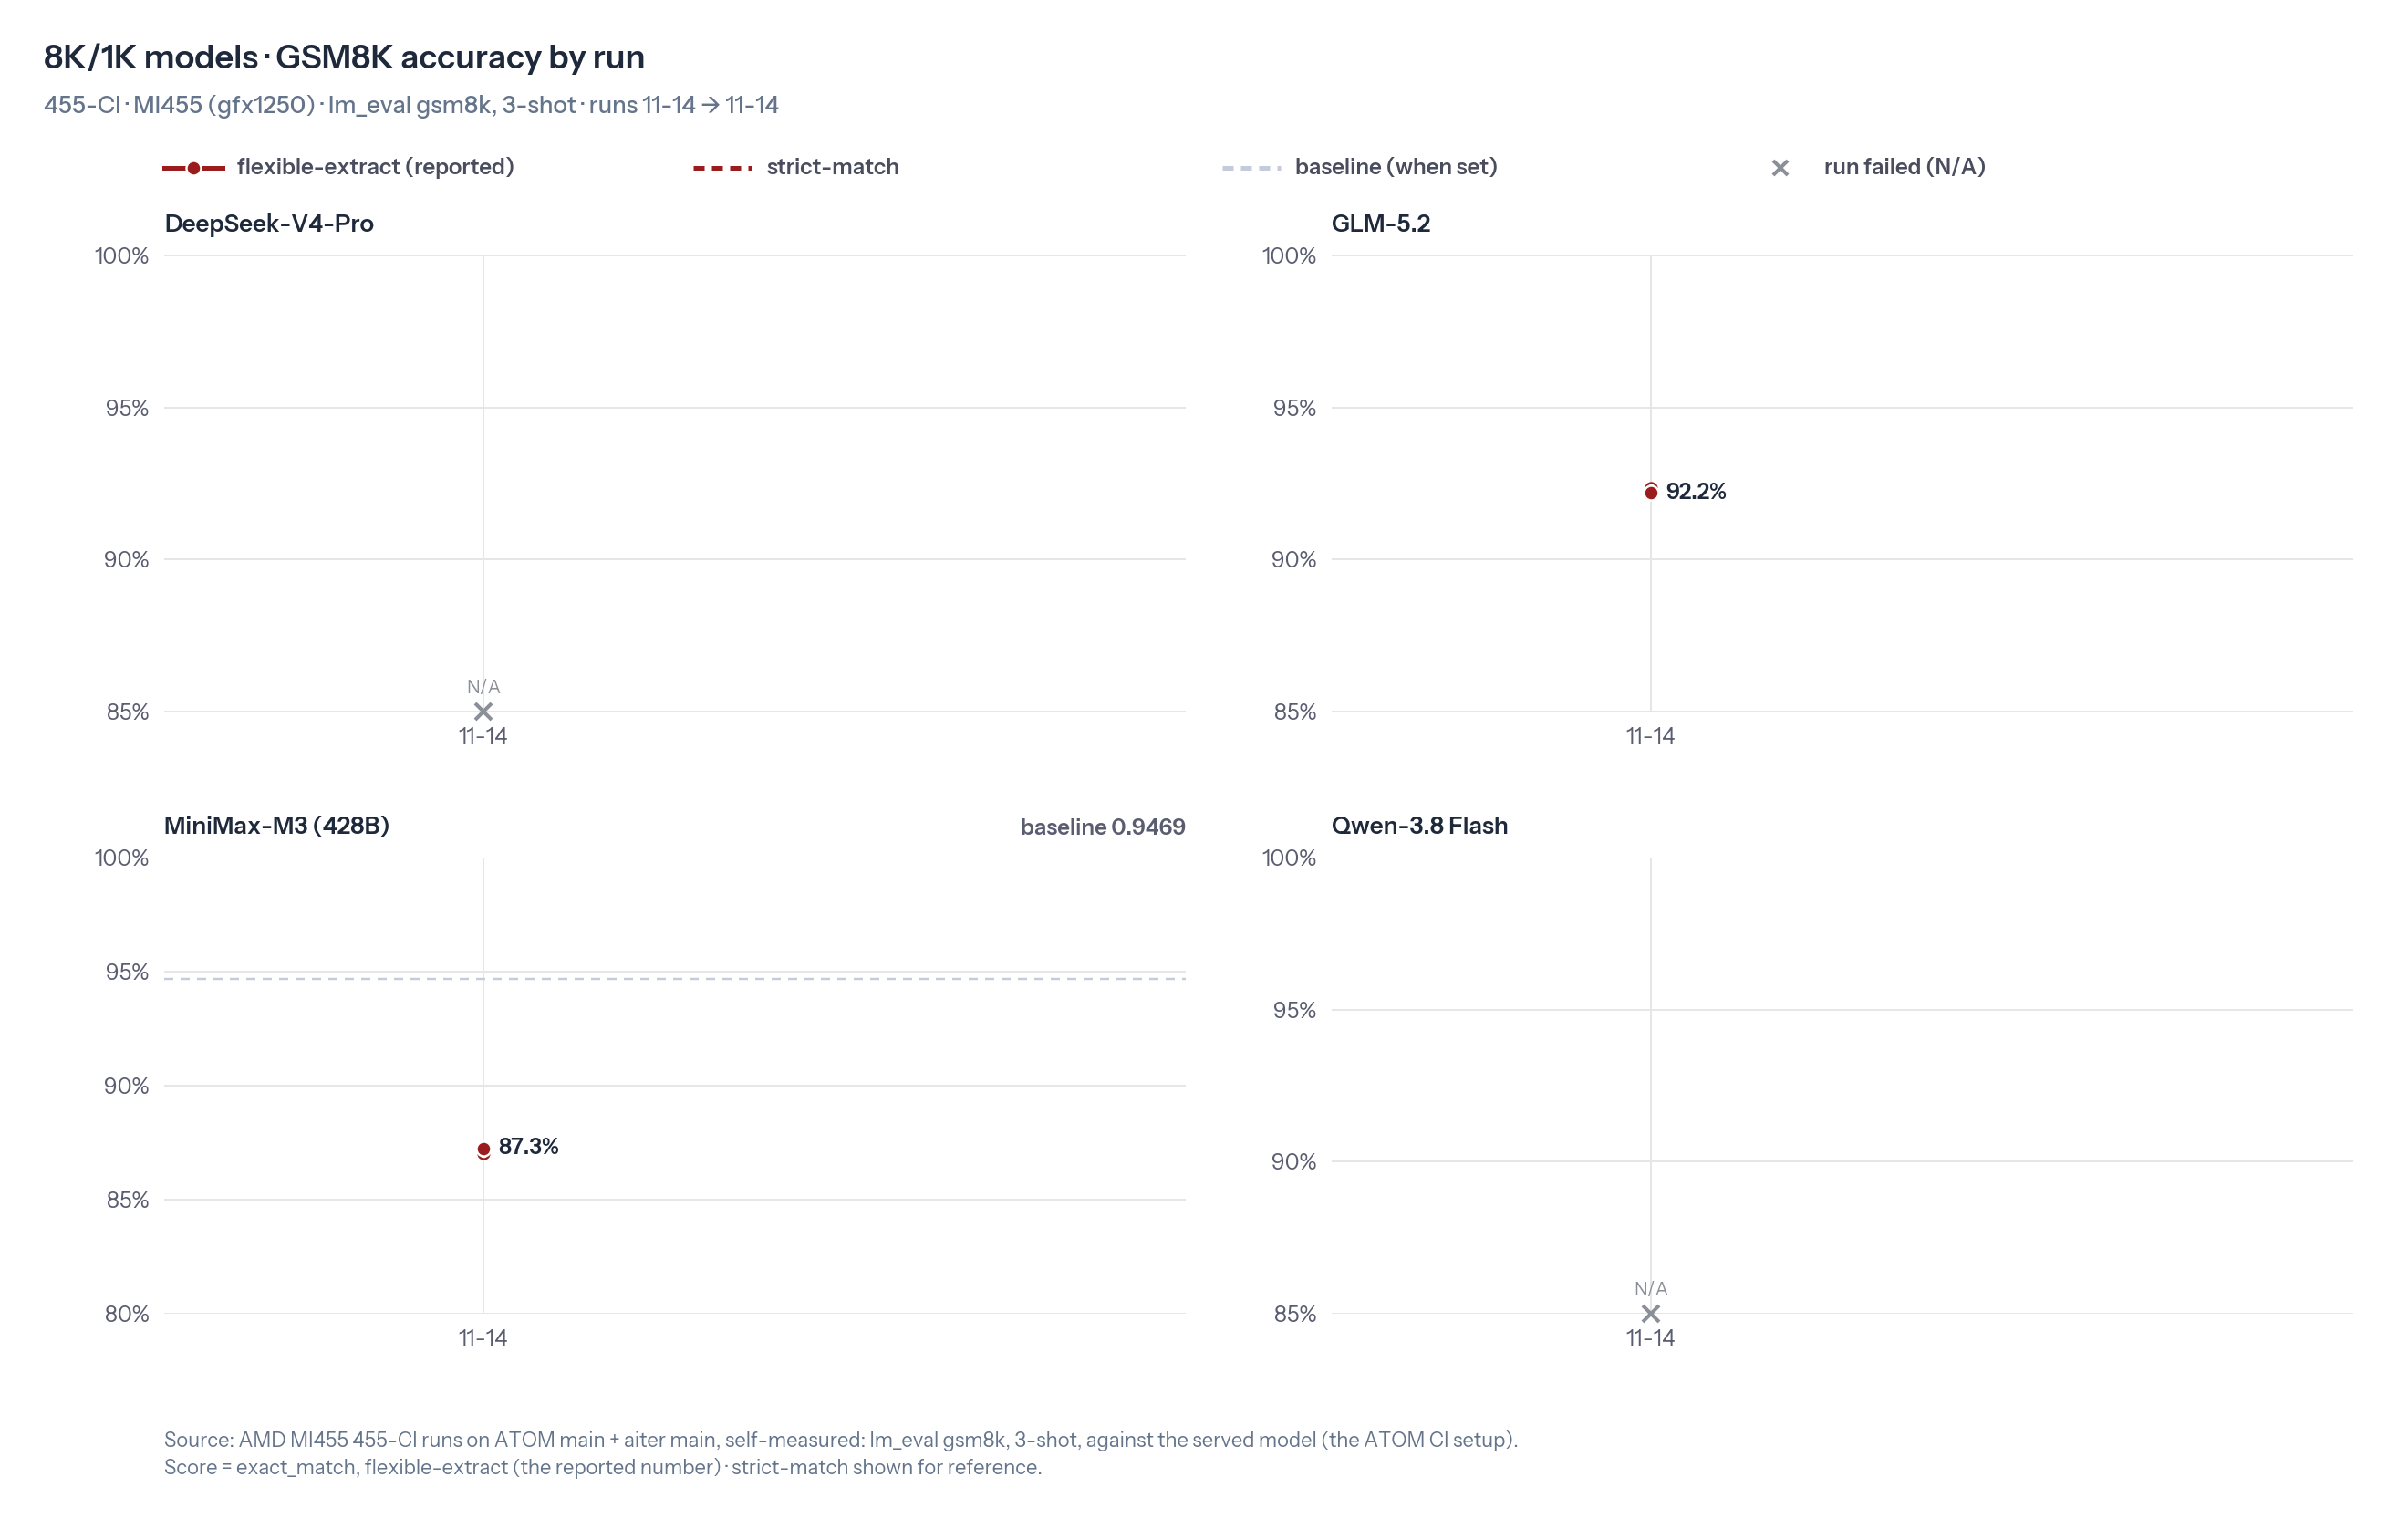 8K/1K models · GSM8K accuracy by run
455-CI · MI455 (gfx1250) · lm_eval gsm8k, 3-shot · runs 11-14 → 11-14
flexible-extract (reported)
strict-match
baseline (when set)
run failed (N/A)
DeepSeek-V4-Pro
100%
95%
90%
85%
N/A
11-14
GLM-5.2
100%
95%
90%
85%
92.2%
11-14
MiniMax-M3 (428B)
baseline 0.9469
100%
95%
90%
85%
80%
87.3%
11-14
Qwen-3.8 Flash
100%
95%
90%
85%
N/A
11-14
Source: AMD MI455 455-CI runs on ATOM main + aiter main, self-measured: lm_eval gsm8k, 3-shot, against the served model (the ATOM CI setup).
Score = exact_match, flexible-extract (the reported number) · strict-match shown for reference.